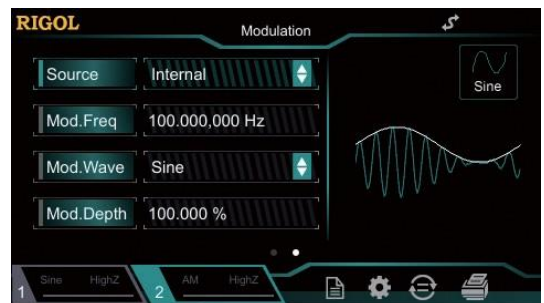 RIGOL
Modulation
Source Internal
Sine
Mod.Freq 100.000,000 Hz
Mod.Wave Sine
Mod.Depth 100.000 %
1 Sine HighZ 2 AM HighZ